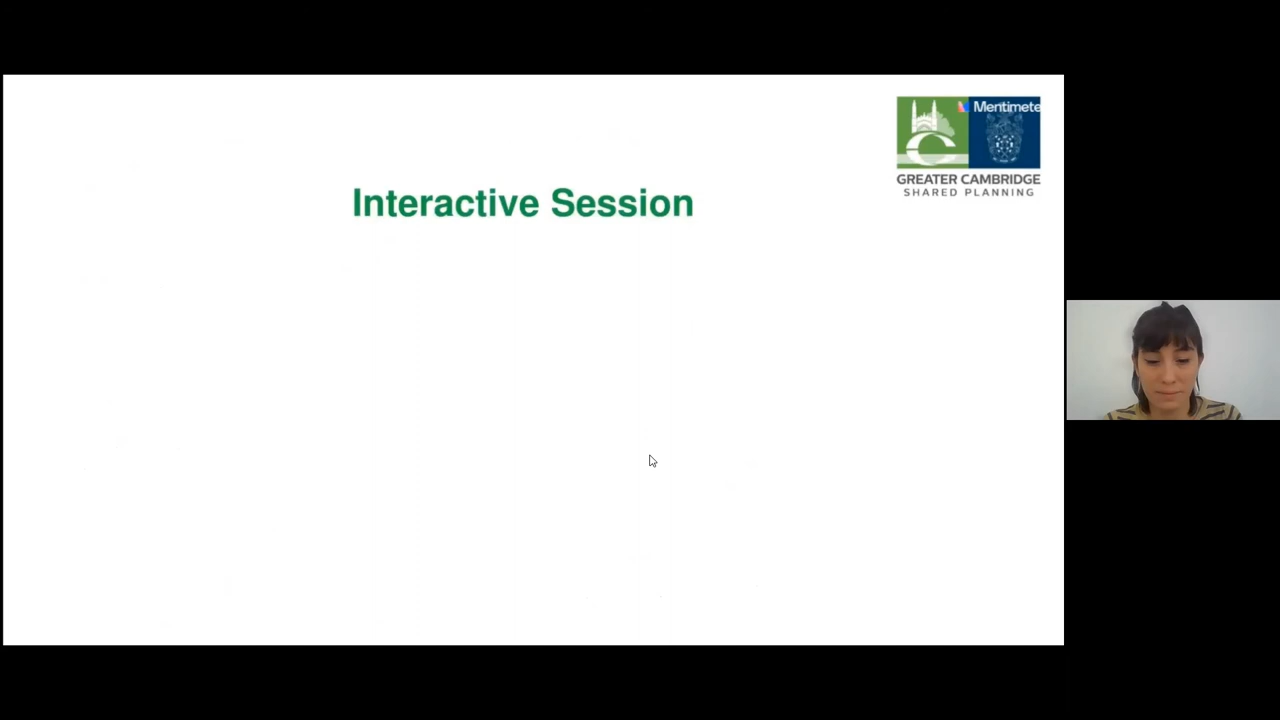 Mentimete
GREATER CAMBRIDGE
SHARED PLANNING
Interactive Session